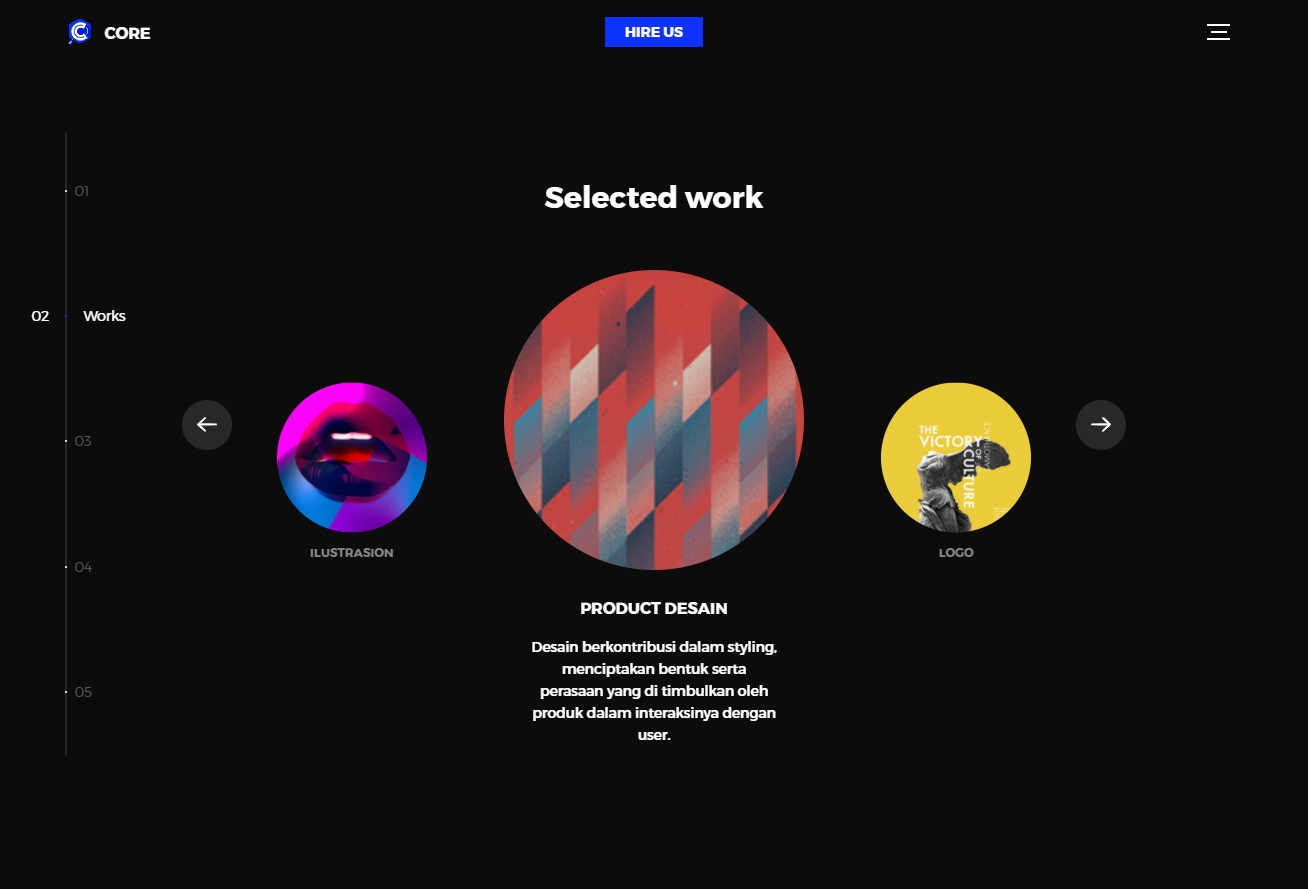 CORE
HIRE US
01
Selected work
02
Works
03
THE
VICTORY
OF
CULTURE
ILUSTRASION
LOGO
04
PRODUCT DESAIN
Desain berkontribusi dalam styling,
menciptakan bentuk serta
perasaan yang di timbulkan oleh
produk dalam interaksinya dengan
user.
05